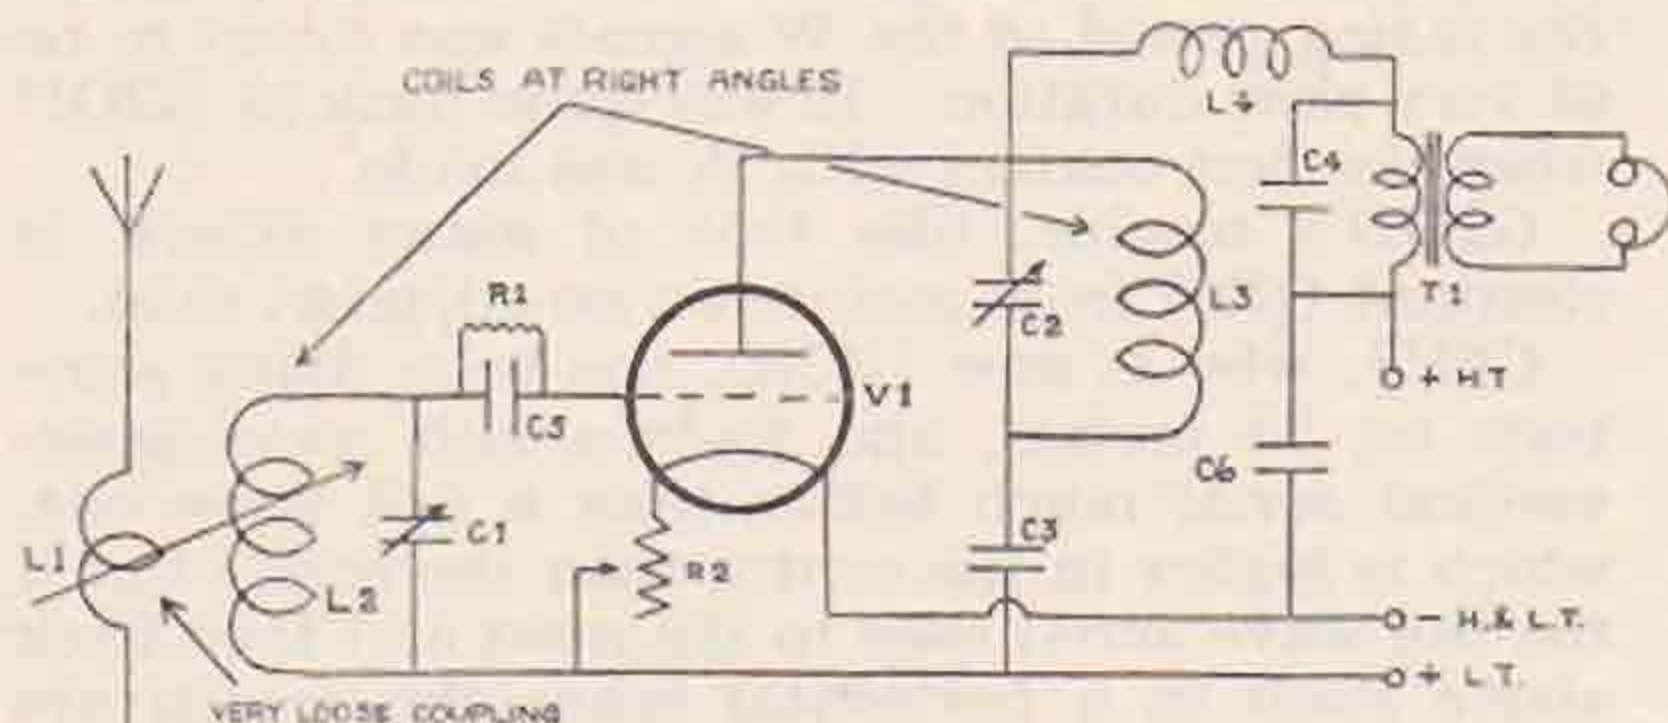 COILS AT RIGHT ANGLES
L4
C4
R1
L3
T1
C2
+ H.T
V1
C5
C6
C3
L1
C1
R2
L2
- H.& L.T.
+ L.T.
VERY LOOSE COUPLING